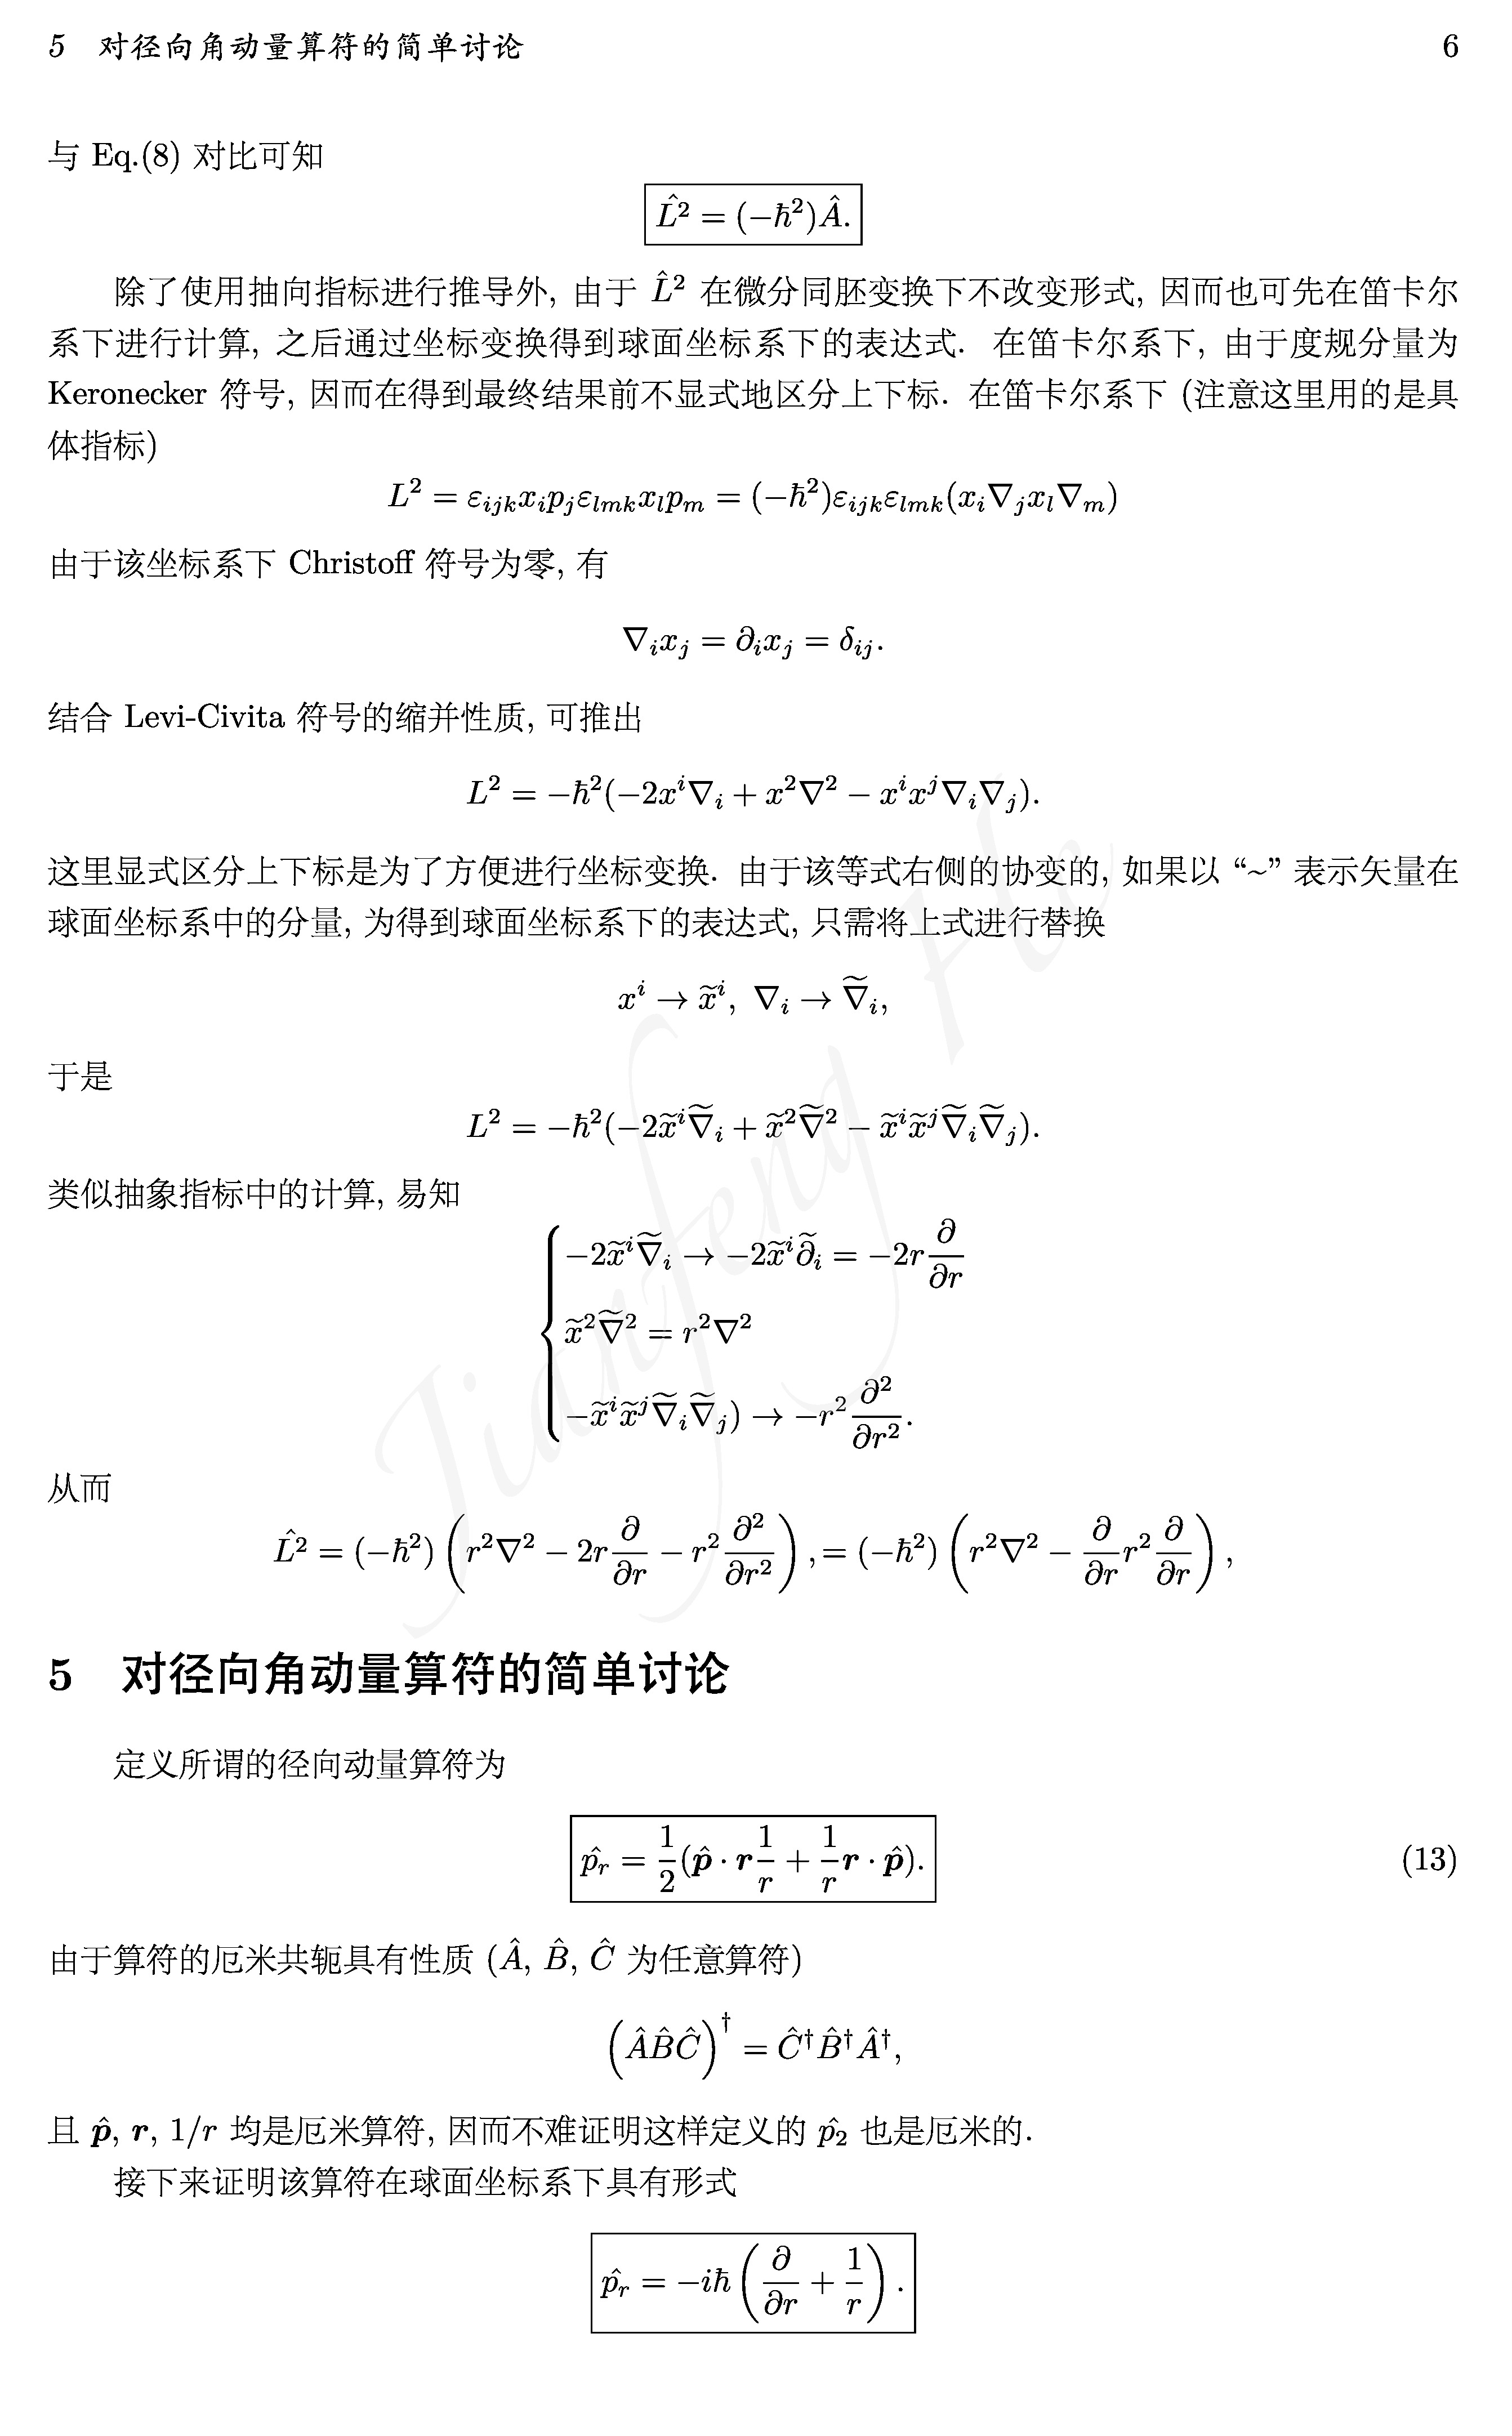 5 对径向角动量算符的简单讨论 6
与 Eq.(8) 对比可知
$\hat{L^2} = (-\hbar^2)\hat{A}.$
除了使用抽向指标进行推导外, 由于 $\hat{L}^2$ 在微分同胚变换下不改变形式, 因而也可先在笛卡尔
系下进行计算, 之后通过坐标变换得到球面坐标系下的表达式. 在笛卡尔系下, 由于度规分量为
Keronecker 符号, 因而在得到最终结果前不显式地区分上下标. 在笛卡尔系下 (注意这里用的是具
体指标)
$L^2 = \varepsilon_{ijk}x_ip_j\varepsilon_{lmk}x_lp_m = (-\hbar^2)\varepsilon_{ijk}\varepsilon_{lmk}(x_i\nabla_jx_l\nabla_m)$
由于该坐标系下 Christoff 符号为零, 有
$\nabla_ix_j = \partial_ix_j = \delta_{ij}.$
结合 Levi-Civita 符号的缩并性质, 可推出
$L^2 = -\hbar^2(-2x^i\nabla_i + x^2\nabla^2 - x^ix^j\nabla_i\nabla_j).$
这里显式区分上下标是为了方便进行坐标变换. 由于该等式右侧的协变的, 如果以 “~” 表示矢量在
球面坐标系中的分量, 为得到球面坐标系下的表达式, 只需将上式进行替换
$x^i \to \widetilde{x}^i, \ \nabla_i \to \widetilde{\nabla}_i,$
于是
$L^2 = -\hbar^2(-2\widetilde{x}^i\widetilde{\nabla}_i + \widetilde{x}^2\widetilde{\nabla}^2 - \widetilde{x}^i\widetilde{x}^j\widetilde{\nabla}_i\widetilde{\nabla}_j).$
类似抽象指标中的计算, 易知
$-2\widetilde{x}^i\widetilde{\nabla}_i \to -2\widetilde{x}^i\widetilde{\partial}_i = -2r\frac{\partial}{\partial r}$
$\widetilde{x}^2\widetilde{\nabla}^2 = r^2\nabla^2$
$-\widetilde{x}^i\widetilde{x}^j\widetilde{\nabla}_i\widetilde{\nabla}_j) \to -r^2\frac{\partial^2}{\partial r^2}.$
从而
$\hat{L^2} = (-\hbar^2)\left(r^2\nabla^2 - 2r\frac{\partial}{\partial r} - r^2\frac{\partial^2}{\partial r^2}\right), = (-\hbar^2)\left(r^2\nabla^2 - \frac{\partial}{\partial r}r^2\frac{\partial}{\partial r}\right),$
5 对径向角动量算符的简单讨论
定义所谓的径向动量算符为
$\hat{p_r} = \frac{1}{2}(\hat{\boldsymbol{p}} \cdot \boldsymbol{r}\frac{1}{r} + \frac{1}{r}\boldsymbol{r} \cdot \hat{\boldsymbol{p}}).$ (13)
由于算符的厄米共轭具有性质 ($\hat{A}$, $\hat{B}$, $\hat{C}$ 为任意算符)
$\left(\hat{A}\hat{B}\hat{C}\right)^\dagger = \hat{C}^\dagger\hat{B}^\dagger\hat{A}^\dagger,$
且 $\hat{\boldsymbol{p}}$, $\boldsymbol{r}$, $1/r$ 均是厄米算符, 因而不难证明这样定义的 $\hat{p_2}$ 也是厄米的.
接下来证明该算符在球面坐标系下具有形式
$\hat{p_r} = -i\hbar\left(\frac{\partial}{\partial r} + \frac{1}{r}\right).$
Jianfeng He